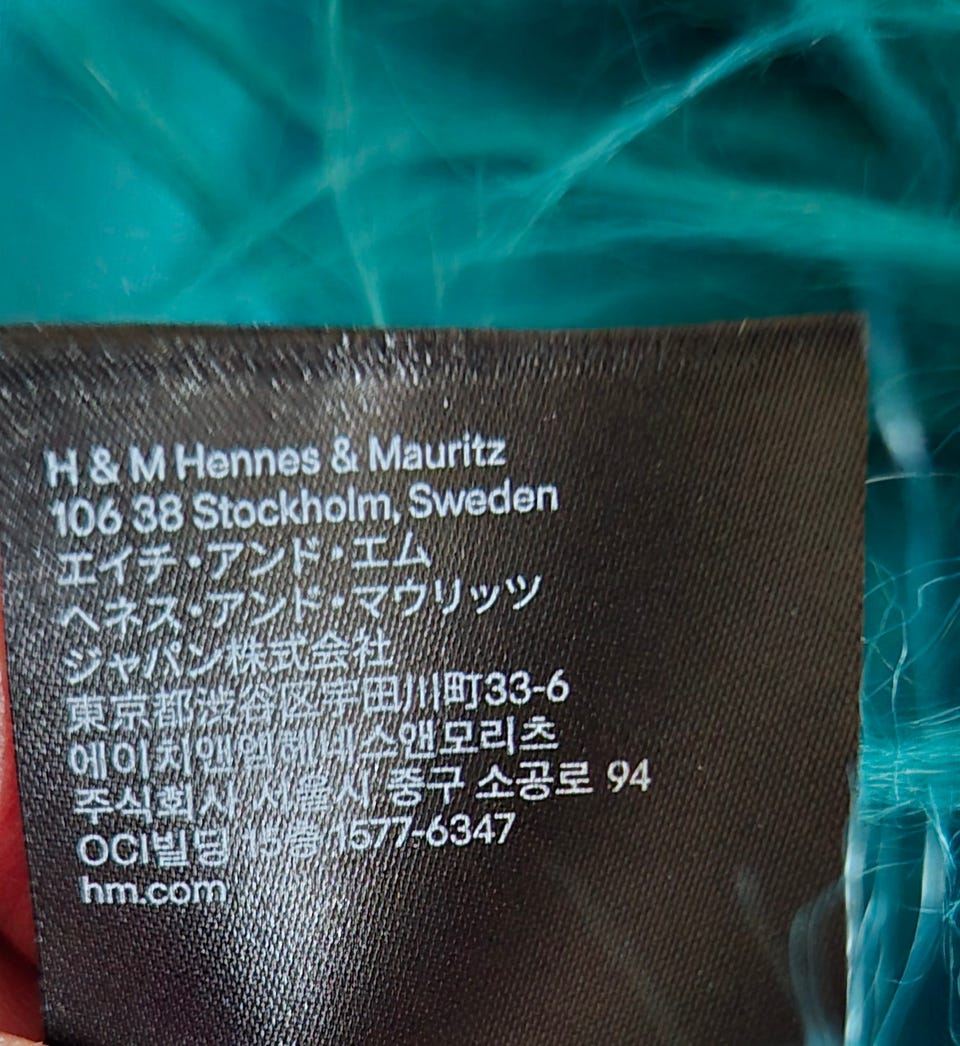 H & M Hennes & Mauritz
106 38 Stockholm, Sweden
エイチ・アンド・エム
ヘネス・アンド・マウリッツ
ジャパン株式会社
東京都渋谷区宇田川町33-6
에이치앤엠헤네스앤모리츠
주식회사 서울시 중구 소공로 94
OCI빌딩 15층 1577-6347
hm.com